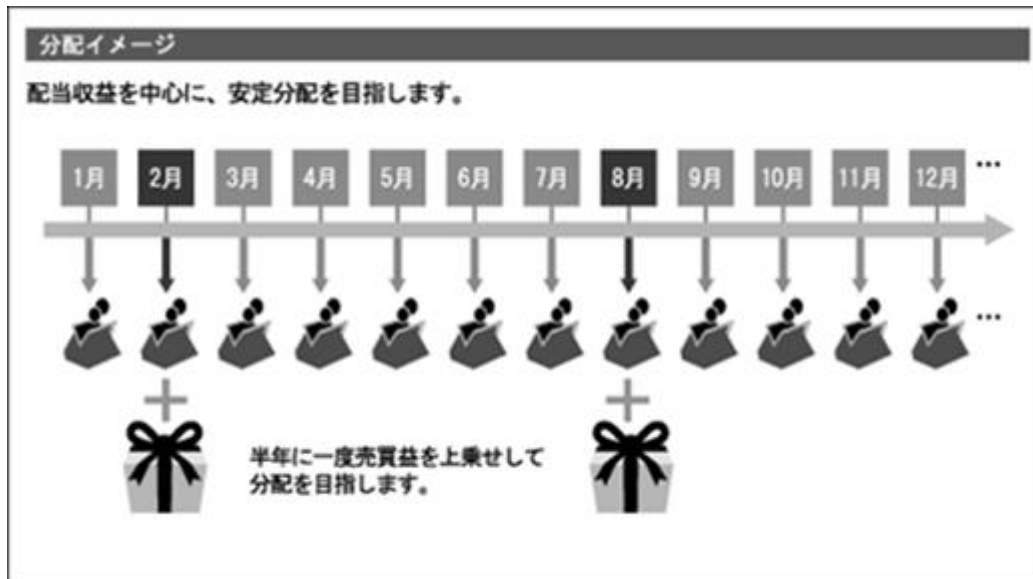 分配イメージ
配当収益を中心に、安定分配を目指します。
1月 2月 3月 4月 5月 6月 7月 8月 9月 10月 11月 12月 …
…
半年に一度売買益を上乗せして
分配を目指します。